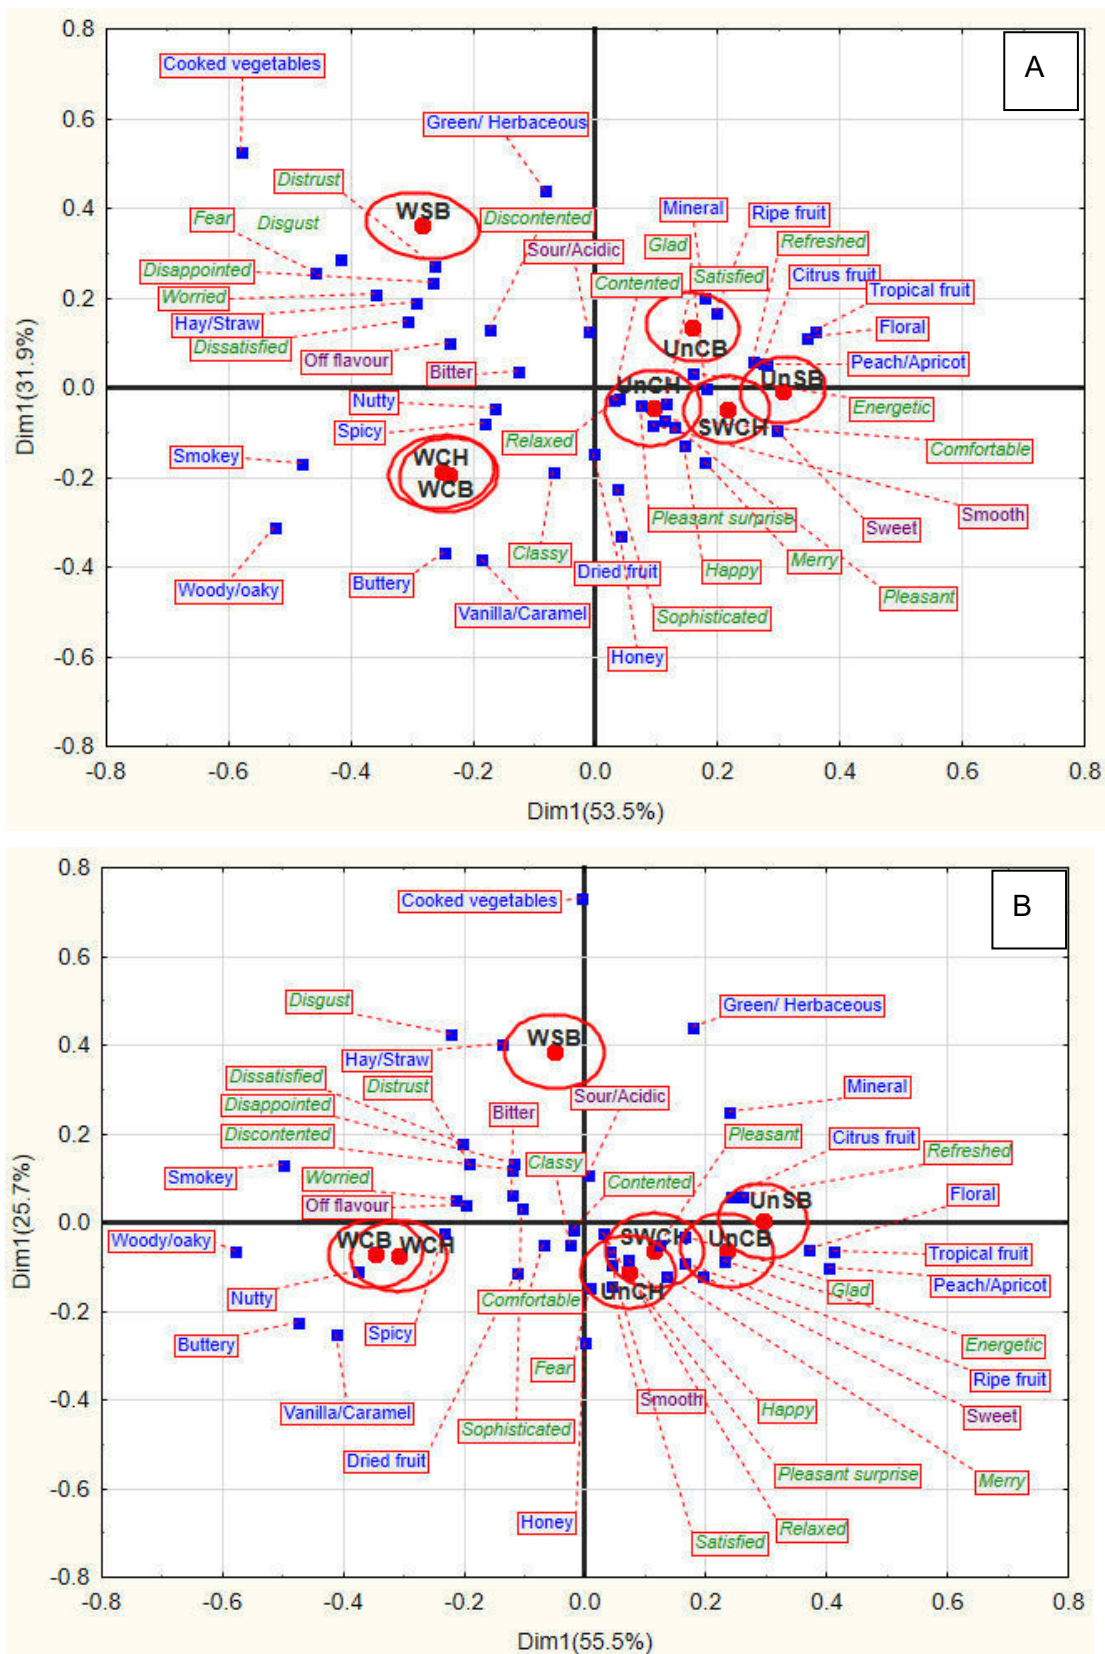 A
0.8
Cooked vegetables
0.6
Green/ Herbaceous
Distrust
0.4
WSB
Mineral
Ripe fruit
Fear
Disgust
Discontented
Glad
Refreshed
Sour/Acidic
Disappointed
Contented
Satisfied
Citrus fruit
Tropical fruit
0.2
Worried
Hay/Straw
Floral
Dissatisfied
UnCB
Off flavour
Bitter
Peach/Apricot
0.0
UnCH
UnSB
Nutty
Energetic
Spicy
SWCH
Relaxed
Comfortable
Smokey
WCH
-0.2
WCB
Pleasant surprise
Sweet
Smooth
Classy
Merry
-0.4
Woody/oaky
Buttery
Dried fruit
Happy
Pleasant
Vanilla/Caramel
Sophisticated
-0.6
Honey
-0.8
-0.8 -0.6 -0.4 -0.2 0.0 0.2 0.4 0.6 0.8
Dim1(31.9%)
Dim1(53.5%)
B
0.8
Cooked vegetables
0.6
Disgust
Green/ Herbaceous
0.4
WSB
Hay/Straw
Dissatisfied
Distrust
Mineral
Disappointed
Bitter
Sour/Acidic
0.2
Discontented
Pleasant
Citrus fruit
Classy
Refreshed
Smokey
Worried
Contented
Floral
Off flavour
UnSB
0.0
Woody/oaky
WCB
WCH
SWCH
UnCB
Tropical fruit
Peach/Apricot
Nutty
Comfortable
UnCH
Glad
-0.2
Buttery
Spicy
Energetic
Fear
Ripe fruit
-0.4
Vanilla/Caramel
Smooth
Happy
Sweet
Sophisticated
Dried fruit
Pleasant surprise
Merry
-0.6
Honey
Relaxed
Satisfied
-0.8
-0.8 -0.6 -0.4 -0.2 0.0 0.2 0.4 0.6 0.8
Dim1(25.7%)
Dim1(55.5%)